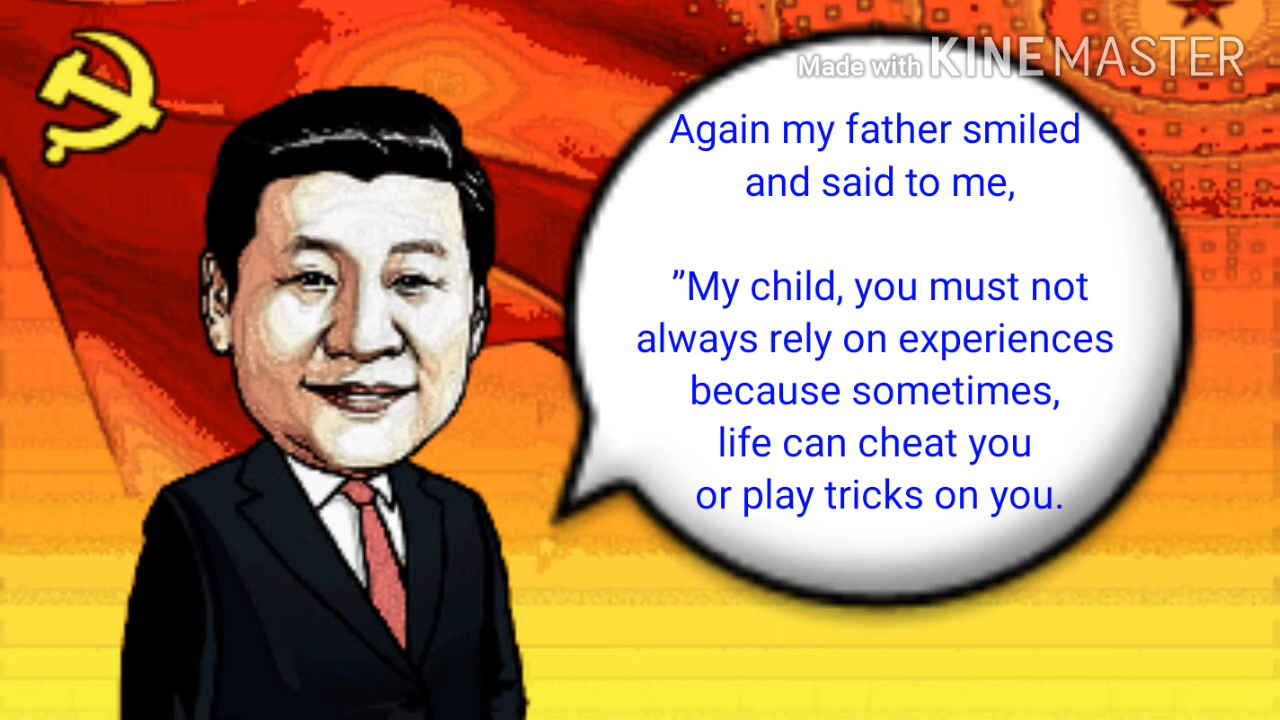 Made with KINEMASTER
Again my father smiled
and said to me,
”My child, you must not
always rely on experiences
because sometimes,
life can cheat you
or play tricks on you.